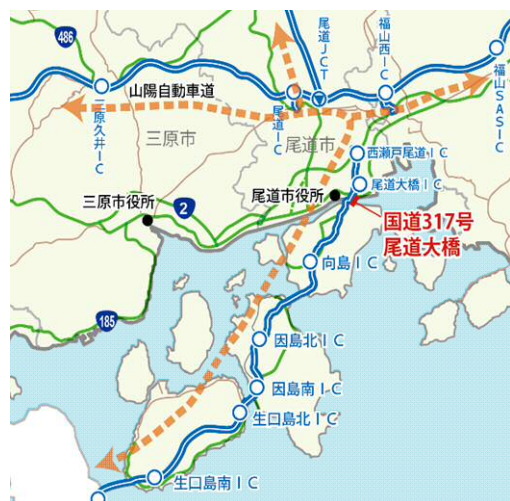 486
尾道JCT
福山西IC
山陽自動車道
三原久井IC
尾道IC
福山SASIC
三原市
尾道市
西瀬戸尾道IC
三原市役所
2
尾道市役所
尾道大橋IC
国道317号
尾道大橋
向島IC
185
因島北IC
因島南IC
生口島北IC
生口島南IC